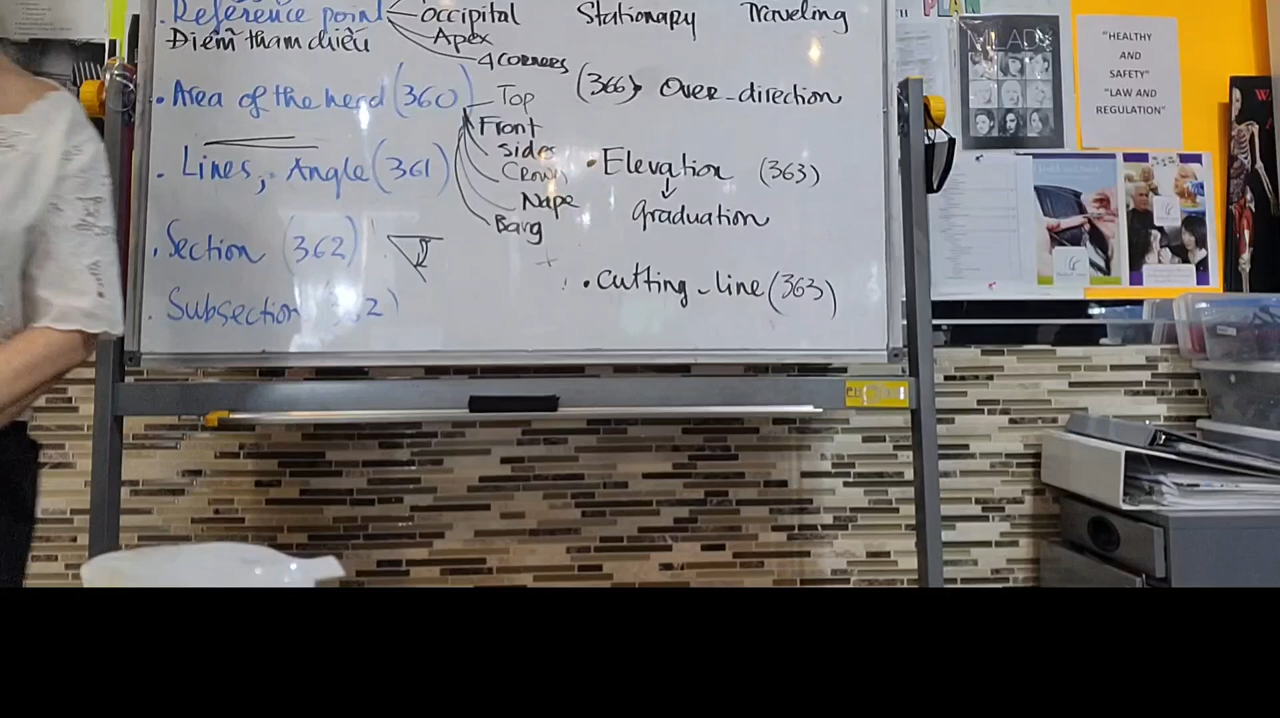 . Reference point
Điểm tham chiếu
Occipital
Apex
4 corners
Stationary Traveling
• Area of the head (360)
Top
Front
sides
Crown
Nape
Bang
(366) Over-direction
. Lines, Angle (361)
• Elevation (363)
graduation
. Section (362)
. Subsection
• Cutting-line (363)
PLAN
MILADY
"HEALTHY
AND
SAFETY"
"LAW AND
REGULATION"